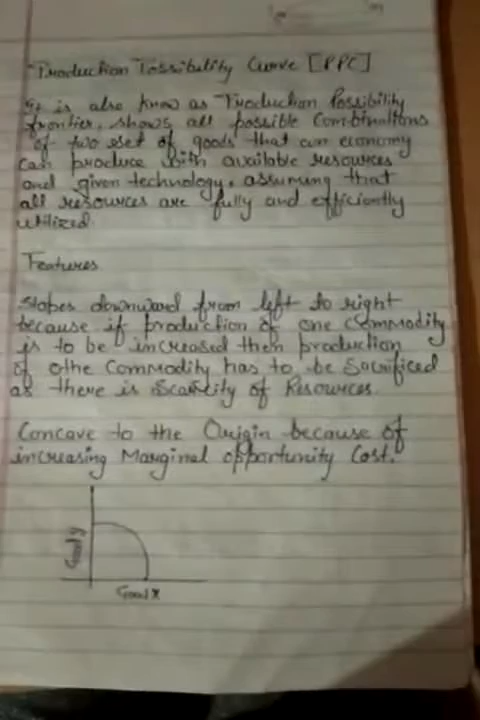 Production Possibility Curve [PPC]
It is also know as Production Possibility
frontier, shows all possible Combinations
of two set of goods that an economy
can produce with available resources
and given technology, assuming that
all resources are fully and efficiently
utilized.
Features
Slopes downward from left to right
because if production of one Commodity
is to be increased then production
of othe Commodity has to be Sacrificed
as there is Scarcity of Resources.
Concave to the Origin because of
increasing Marginal opportunity Cost.
Good y
Good x